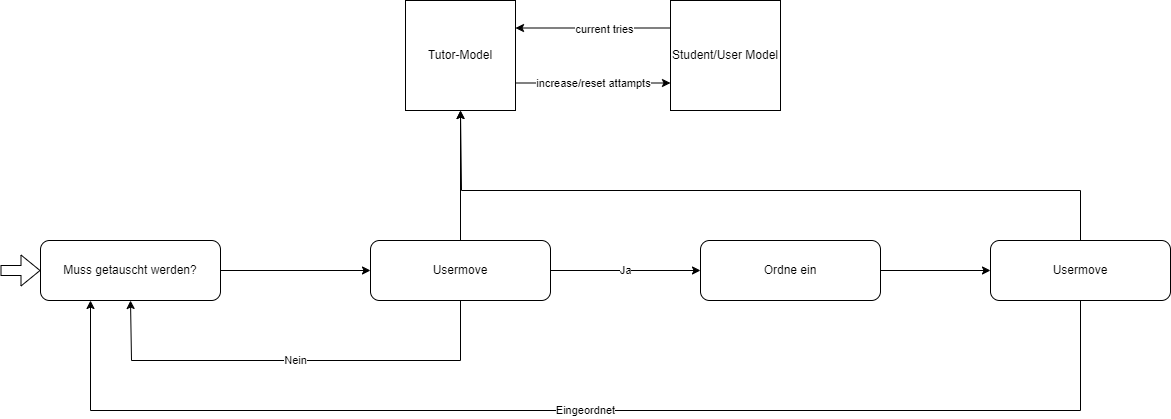 current tries
Tutor-Model
Student/User Model
increase/reset attampts
Muss getauscht werden?
Usermove
Ja
Ordne ein
Usermove
Nein
Eingeordnet